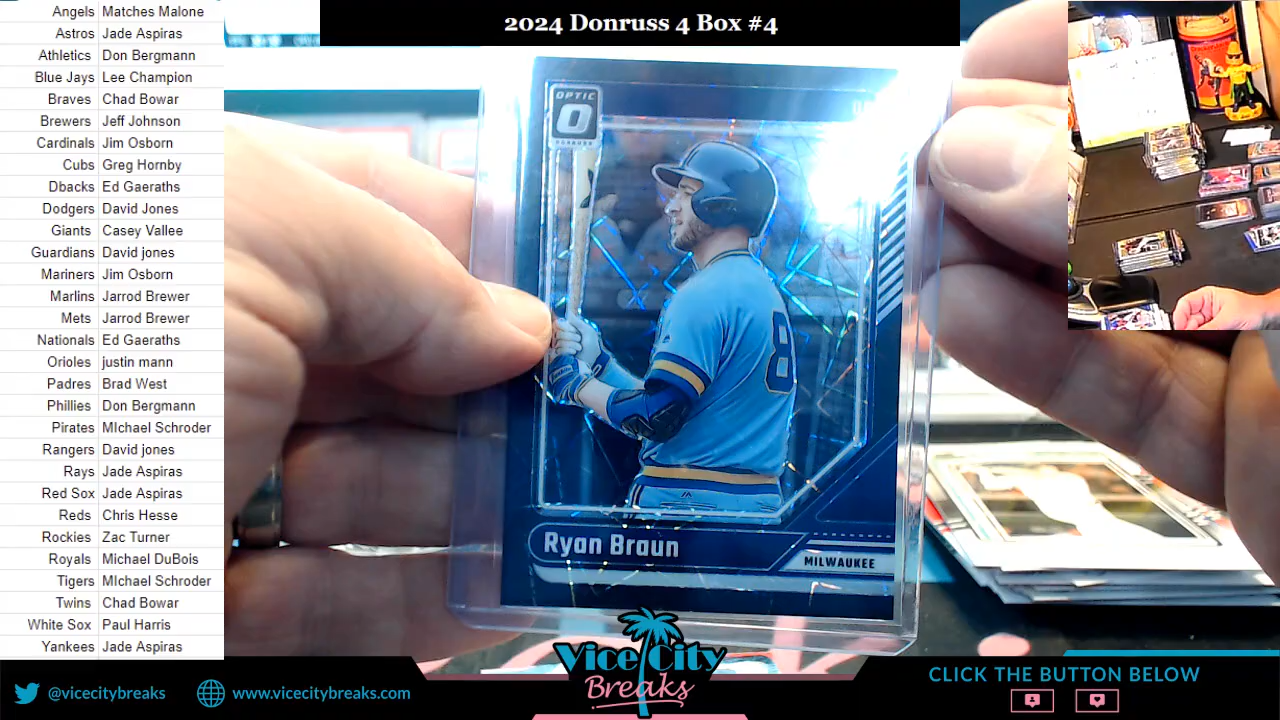 2024 Donruss 4 Box #4
Angels Matches Malone
Astros Jade Aspiras
Athletics Don Bergmann
Blue Jays Lee Champion
Braves Chad Bowar
Brewers Jeff Johnson
Cardinals Jim Osborn
Cubs Greg Hornby
Dbacks Ed Gaeraths
Dodgers David Jones
Giants Casey Vallee
Guardians David jones
Mariners Jim Osborn
Marlins Jarrod Brewer
Mets Jarrod Brewer
Nationals Ed Gaeraths
Orioles justin mann
Padres Brad West
Phillies Don Bergmann
Pirates MIchael Schroder
Rangers David jones
Rays Jade Aspiras
Red Sox Jade Aspiras
Reds Chris Hesse
Rockies Zac Turner
Royals Michael DuBois
Tigers MIchael Schroder
Twins Chad Bowar
White Sox Paul Harris
Yankees Jade Aspiras
OPTIC
O
DONRUSS
8
Ryan Braun
MILWAUKEE
Vice City
Breaks
@vicecitybreaks
www.vicecitybreaks.com
CLICK THE BUTTON BELOW